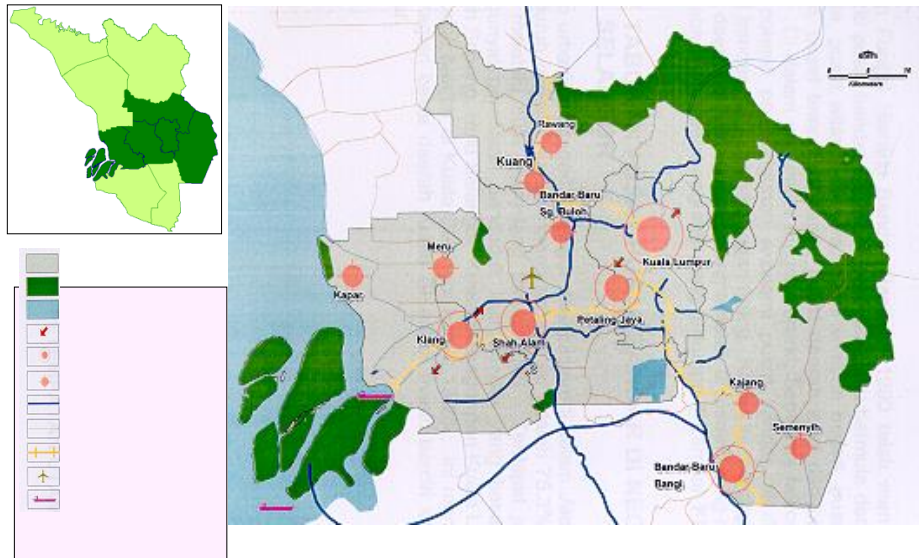 Kilometers
Rawang
Kuang
Bandar Baru
Sg. Buloh
Meru
Kuala Lumpur
Kapar
Petaling Jaya
Klang
Shah Alam
Kajang
Semenyih
Bandar Baru
Bangi